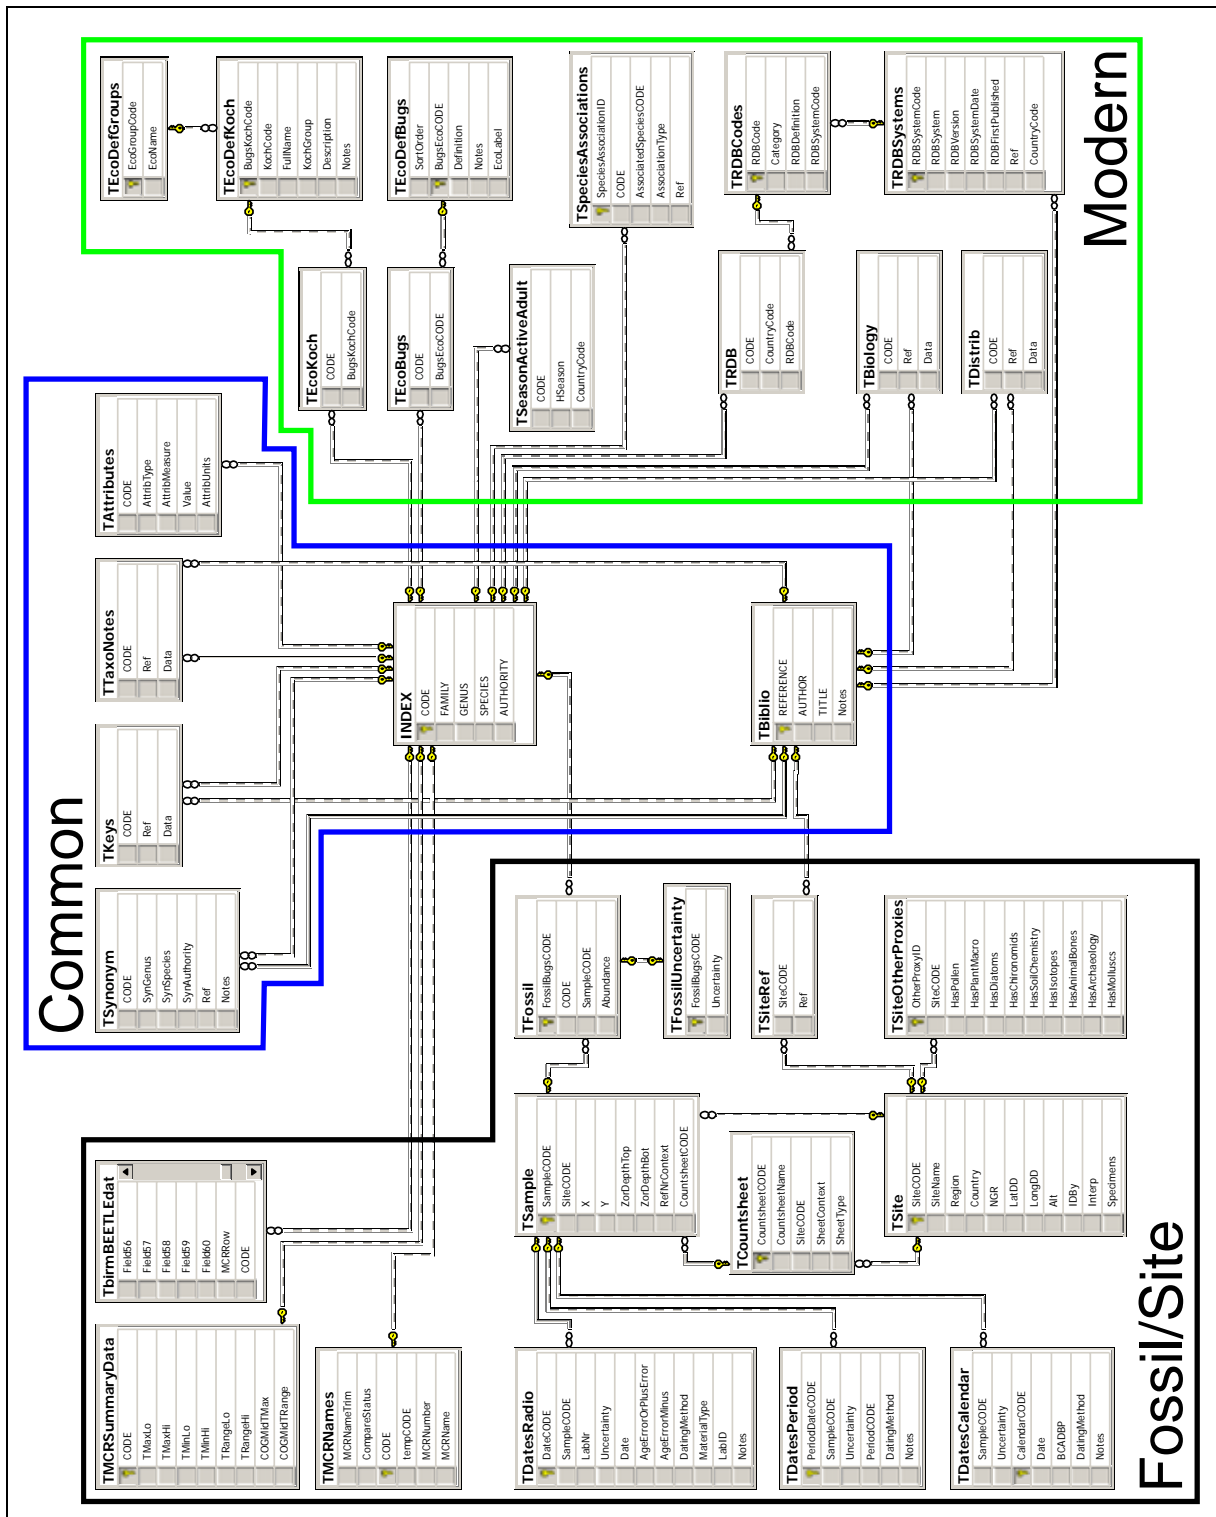 Common
TMCRSummaryData
CODE
TMaxLo
TMaxHi
TMinLo
TMinHi
TRangeLo
TRangeHi
COGMidTMax
COGMidTRange
TbirmBEETLEdat
Field56
Field57
Field58
Field59
Field60
MCRRow
CODE
TSynonym
CODE
SynGenus
SynSpecies
SynAuthority
Ref
Notes
TKeys
CODE
Ref
Data
TTaxoNotes
CODE
Ref
Data
TAttributes
CODE
AttribType
AttribMeasure
Value
AttribUnits
TEcoDefGroups
EcoGroupCode
EcoName
TEcoDefKoch
BugsKochCode
KochCode
FullName
KochGroup
Description
Notes
TEcoKoch
CODE
BugsKochCode
TMCRNames
MCRNameTrim
CompareStatus
CODE
tempCODE
MCRNumber
MCRName
INDEX
CODE
FAMILY
GENUS
SPECIES
AUTHORITY
TEcoBugs
CODE
BugsEcoCODE
TEcoDefBugs
SortOrder
BugsEcoCODE
Definition
Notes
EcoLabel
TSeasonActiveAdult
CODE
HSeason
CountryCode
TSpeciesAssociations
SpeciesAssociationID
CODE
AssociatedSpeciesCODE
AssociationType
Ref
TDatesRadio
DateCODE
SampleCODE
LabNr
Uncertainty
Date
AgeErrorOrPlusError
AgeErrorMinus
DatingMethod
MaterialType
LabID
Notes
TSample
SampleCODE
SiteCODE
X
Y
ZorDepthTop
ZorDepthBot
RefNrContext
CountsheetCODE
TFossil
FossilBugsCODE
CODE
SampleCODE
Abundance
TFossilUncertainty
FossilBugsCODE
Uncertainty
TCountsheet
CountsheetCODE
CountsheetName
SiteCODE
SheetContext
SheetType
TSiteRef
SiteCODE
Ref
TBiblio
REFERENCE
AUTHOR
TITLE
Notes
TRDB
CODE
CountryCode
RDBCode
TRDBCodes
RDBCode
Category
RDBDefinition
RDBSystemCode
TDatesPeriod
PeriodDateCODE
SampleCODE
Uncertainty
PeriodCODE
DatingMethod
Notes
TSite
SiteCODE
SiteName
Region
Country
NGR
LatDD
LongDD
Alt
IDBy
Interp
Specimens
TSiteOtherProxies
OtherProxyID
SiteCODE
HasPollen
HasPlantMacro
HasDiatoms
HasChironomids
HasSoilChemistry
HasIsotopes
HasAnimalBones
HasArchaeology
HasMolluscs
TBiology
CODE
Ref
Data
TRDBSystems
RDBSystemCode
RDBSystem
RDBVersion
RDBSystemDate
RDBFirstPublished
Ref
CountryCode
TDatesCalendar
SampleCODE
Uncertainty
CalendarCODE
Date
BCADBP
DatingMethod
Notes
TDistrib
CODE
Ref
Data
Modern
Fossil/Site